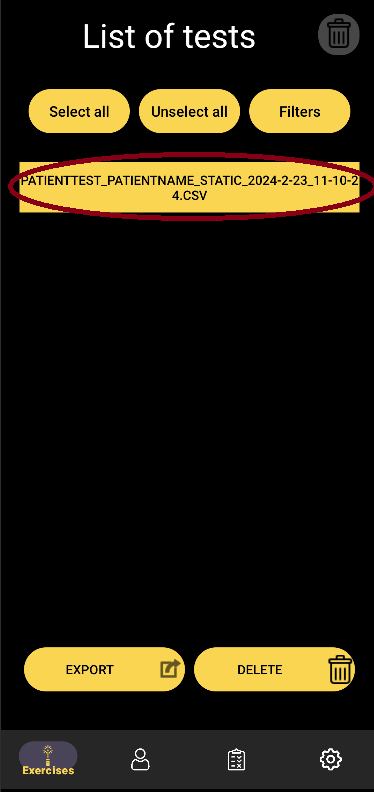 List of tests
Select all
Unselect all
Filters
PATIENTTEST_PATIENTNAME_STATIC_2024-2-23_11-10-2
4.CSV
EXPORT
DELETE
Exercises